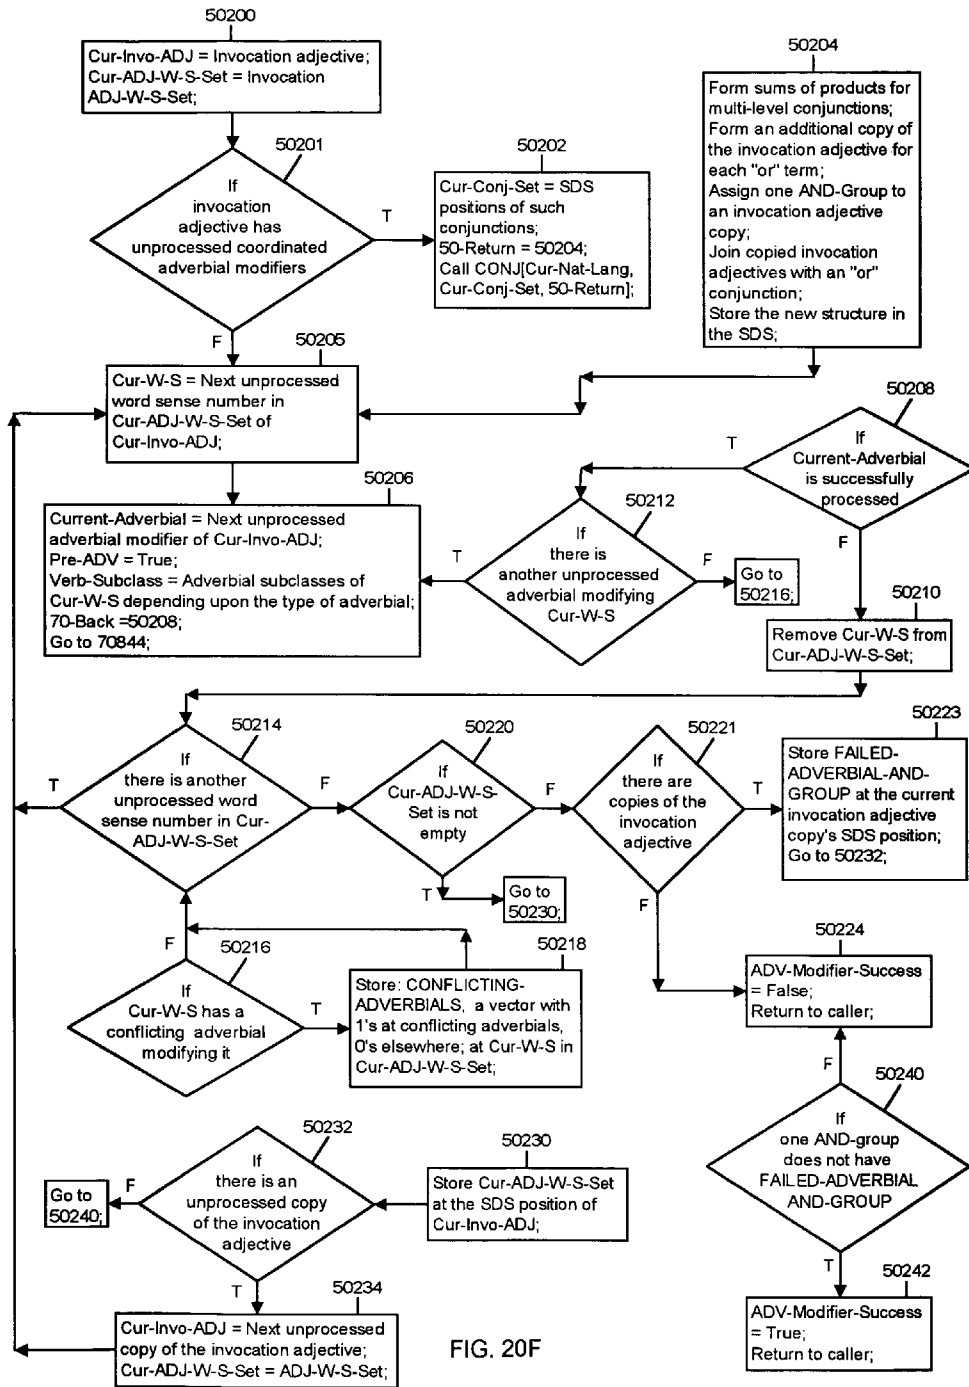 50200
Cur-Invo-ADJ = Invocation adjective;
Cur-ADJ-W-S-Set = Invocation
ADJ-W-S-Set;
50201
If
invocation
adjective has
unprocessed coordinated
adverbial modifiers
T
F
50202
Cur-Conj-Set = SDS
positions of such
conjunctions;
50-Return = 50204;
Call CONJ[Cur-Nat-Lang,
Cur-Conj-Set, 50-Return];
50204
Form sums of products for
multi-level conjunctions;
Form an additional copy of
the invocation adjective for
each "or" term;
Assign one AND-Group to
an invocation adjective
copy;
Join copied invocation
adjectives with an "or"
conjunction;
Store the new structure in
the SDS;
50205
Cur-W-S = Next unprocessed
word sense number in
Cur-ADJ-W-S-Set of
Cur-Invo-ADJ;
50206
Current-Adverbial = Next unprocessed
adverbial modifier of Cur-Invo-ADJ;
Pre-ADV = True;
Verb-Subclass = Adverbial subclasses of
Cur-W-S depending upon the type of adverbial;
70-Back =50208;
Go to 70844;
50208
If
Current-Adverbial
is successfully
processed
T
F
50212
If
there is
another unprocessed
adverbial modifying
Cur-W-S
T
F
Go to
50216;
50210
Remove Cur-W-S from
Cur-ADJ-W-S-Set;
50214
If
there is another
unprocessed word
sense number in Cur-
ADJ-W-S-Set
T
F
50220
If
Cur-ADJ-W-S-
Set is not
empty
F
T
Go to
50230;
50221
If
there are
copies of the
invocation
adjective
T
F
50223
Store FAILED-
ADVERBIAL-AND-
GROUP at the current
invocation adjective
copy's SDS position;
Go to 50232;
50216
If
Cur-W-S has a
conflicting adverbial
modifying it
F
T
50218
Store: CONFLICTING-
ADVERBIALS, a vector with
1's at conflicting adverbials,
0's elsewhere; at Cur-W-S in
Cur-ADJ-W-S-Set;
50224
ADV-Modifier-Success
= False;
Return to caller;
50240
If
one AND-group
does not have
FAILED-ADVERBIAL
AND-GROUP
F
T
50230
Store Cur-ADJ-W-S-Set
at the SDS position of
Cur-Invo-ADJ;
50232
If
there is an
unprocessed copy
of the invocation
adjective
F
T
Go to
50240;
50234
Cur-Invo-ADJ = Next unprocessed
copy of the invocation adjective;
Cur-ADJ-W-S-Set = ADJ-W-S-Set;
50242
ADV-Modifier-Success
= True;
Return to caller;
FIG. 20F